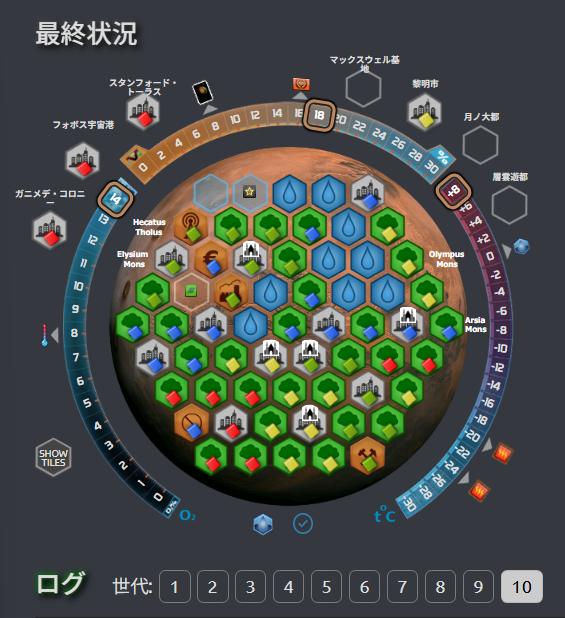 最終状況
マックスウェル基
地
スタンフォード・
トーラス
黎明市
フォボス宇宙港
月ノ大都
ガニメデ・コロニ
ー
層雲遊都
0 2 4 6 8 10 12 14 16 18 20 22 24 26 28 30 %
14
13
12
11
10
9
8
7
6
5
4
3
2
1
0
O₂
+8
+6
+4
+2
0
-2
-4
-6
-8
-10
-12
-14
-16
-18
-20
-22
-24
-26
-28
-30
t°C
Hecatus
Tholus
Elysium
Mons
Olympus
Mons
Arsia
Mons
€
SHOW
TILES
ログ 世代: 1 2 3 4 5 6 7 8 9 10